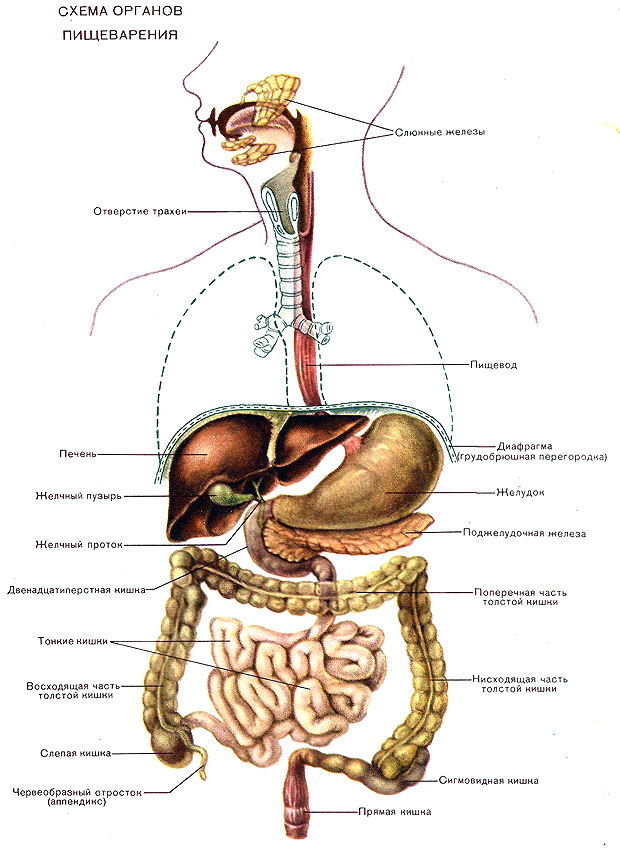 СХЕМА ОРГАНОВ
ПИЩЕВАРЕНИЯ
Слюнные железы
Отверстие трахеи
Пищевод
Диафрагма
(грудобрюшная перегородка)
Печень
Желчный пузырь
Желудок
Желчный проток
Поджелудочная железа
Двенадцатиперстная кишка
Поперечная часть
толстой кишки
Тонкие кишки
Восходящая часть
толстой кишки
Нисходящая часть
толстой кишки
Слепая кишка
Сигмовидная кишка
Червеобразный отросток
(аппендикс)
Прямая кишка